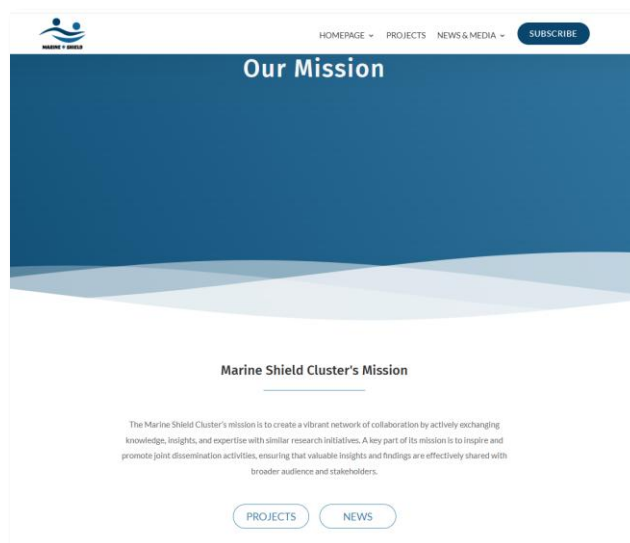 MARINE SHIELD
HOMEPAGE PROJECTS NEWS & MEDIA SUBSCRIBE
Our Mission
Marine Shield Cluster's Mission
The Marine Shield Cluster's mission is to create a vibrant network of collaboration by actively exchanging
knowledge, insights, and expertise with similar research initiatives. A key part of its mission is to inspire and
promote joint dissemination activities, ensuring that valuable insights and findings are effectively shared with
broader audience and stakeholders.
PROJECTS NEWS